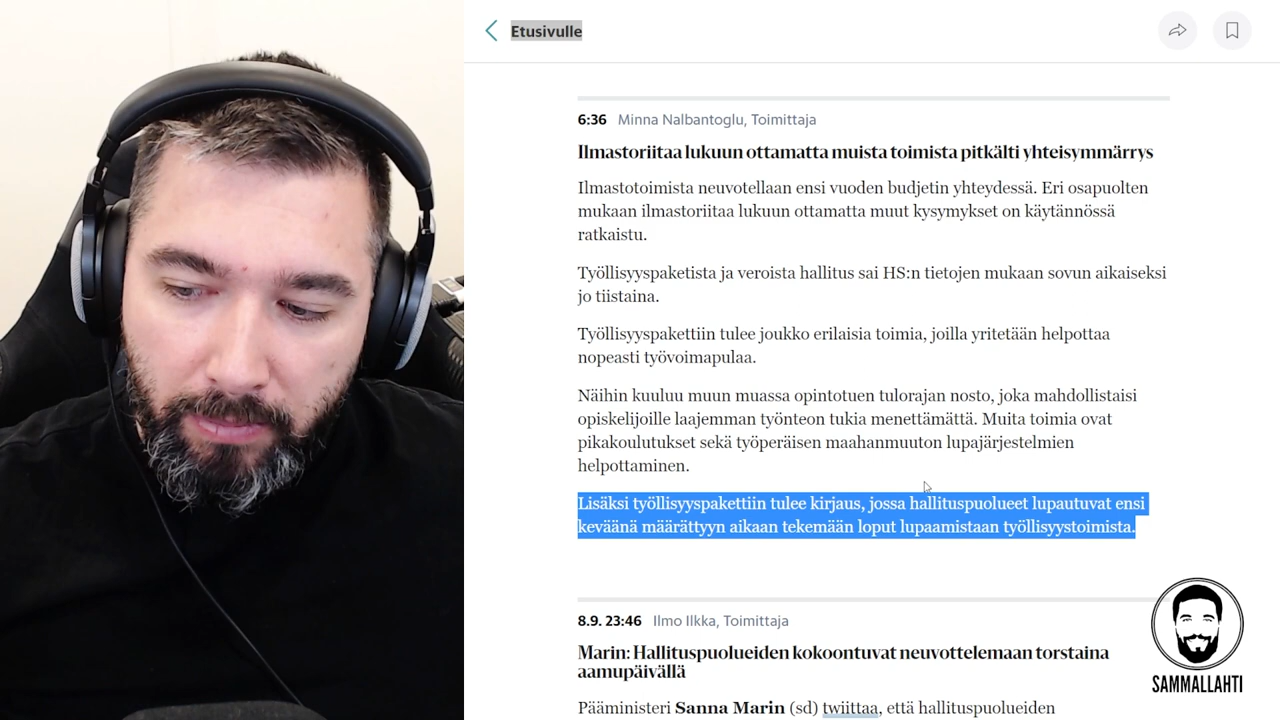 Etusivulle
6:36 Minna Nalbantoglu, Toimittaja
Ilmastoriitaa lukuun ottamatta muista toimista pitkälti yhteisymmärrys
Ilmastotoimista neuvotellaan ensi vuoden budjetin yhteydessä. Eri osapuolten
mukaan ilmastoriitaa lukuun ottamatta muut kysymykset on käytännössä
ratkaistu.
Työllisyyspaketista ja veroista hallitus sai HS:n tietojen mukaan sovun aikaiseksi
jo tiistaina.
Työllisyyspakettiin tulee joukko erilaisia toimia, joilla yritetään helpottaa
nopeasti työvoimapulaa.
Näihin kuuluu muun muassa opintotuen tulorajan nosto, joka mahdollistaisi
opiskelijoille laajemman työnteon tukia menettämättä. Muita toimia ovat
pikakoulutukset sekä työperäisen maahanmuuton lupajärjestelmien
helpottaminen.
Lisäksi työllisyyspakettiin tulee kirjaus, jossa hallituspuolueet lupautuvat ensi
keväänä määrättyyn aikaan tekemään loput lupaamistaan työllisyystoimista.
8.9. 23:46 Ilmo Ilkka, Toimittaja
Marin: Hallituspuolueiden kokoontuvat neuvottelemaan torstaina
aamupäivällä
Pääministeri Sanna Marin (sd) twiittaa, että hallituspuolueiden
SAMMALLAHTI